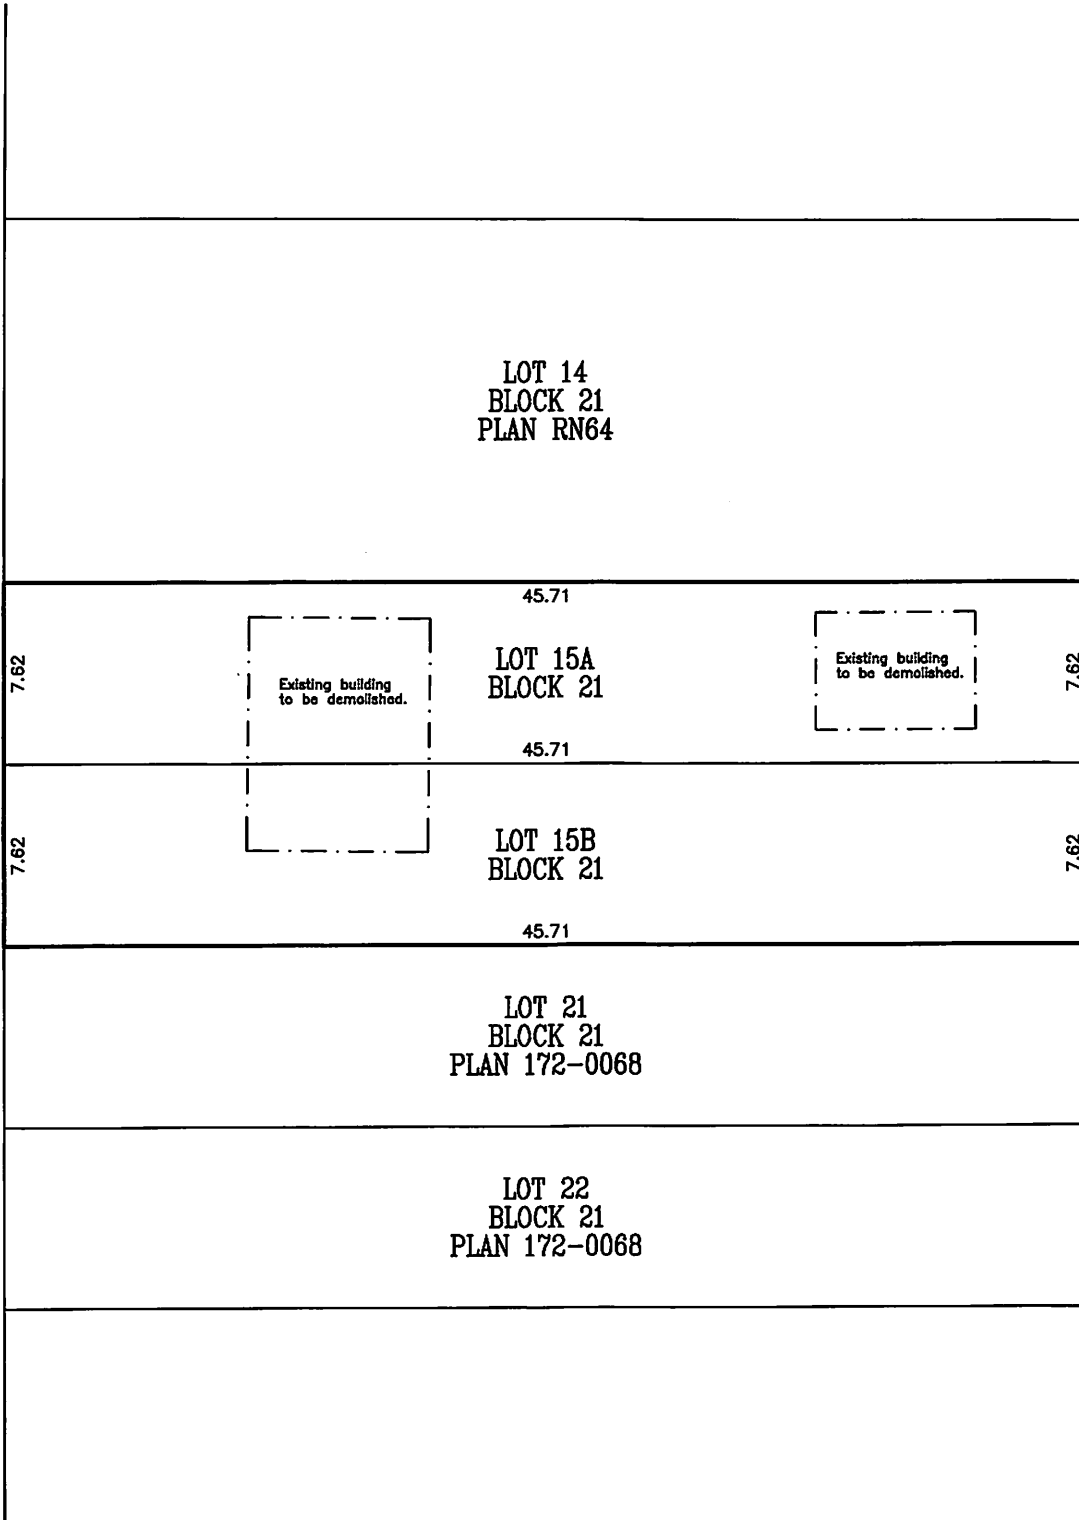 LOT 14
BLOCK 21
PLAN RN64
45.71
7.62
Existing building
to be demolished.
LOT 15A
BLOCK 21
Existing building
to be demolished.
7.62
45.71
7.62
LOT 15B
BLOCK 21
7.62
45.71
LOT 21
BLOCK 21
PLAN 172-0068
LOT 22
BLOCK 21
PLAN 172-0068